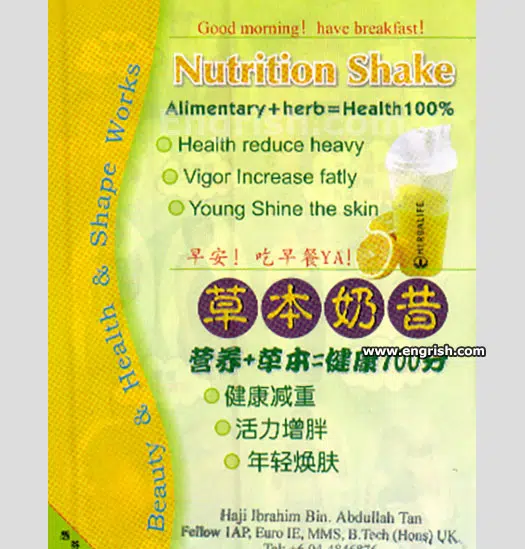 Good morning! have breakfast!
Nutrition Shake
Alimentary+herb=Health100%
Health reduce heavy
Vigor Increase fatly
Young Shine the skin
HERBALIFE
早安! 吃早餐YA!
草本奶昔
营养+草本=健康100分
健康减重
活力增胖
年轻焕肤
Beauty & Health & Shape Works
www.engrish.com
engrish.com
Haji Ibrahim Bin. Abdullah Tan
Fellow IAP, Euro IE, MMS, B.Tech (Hons) UK.